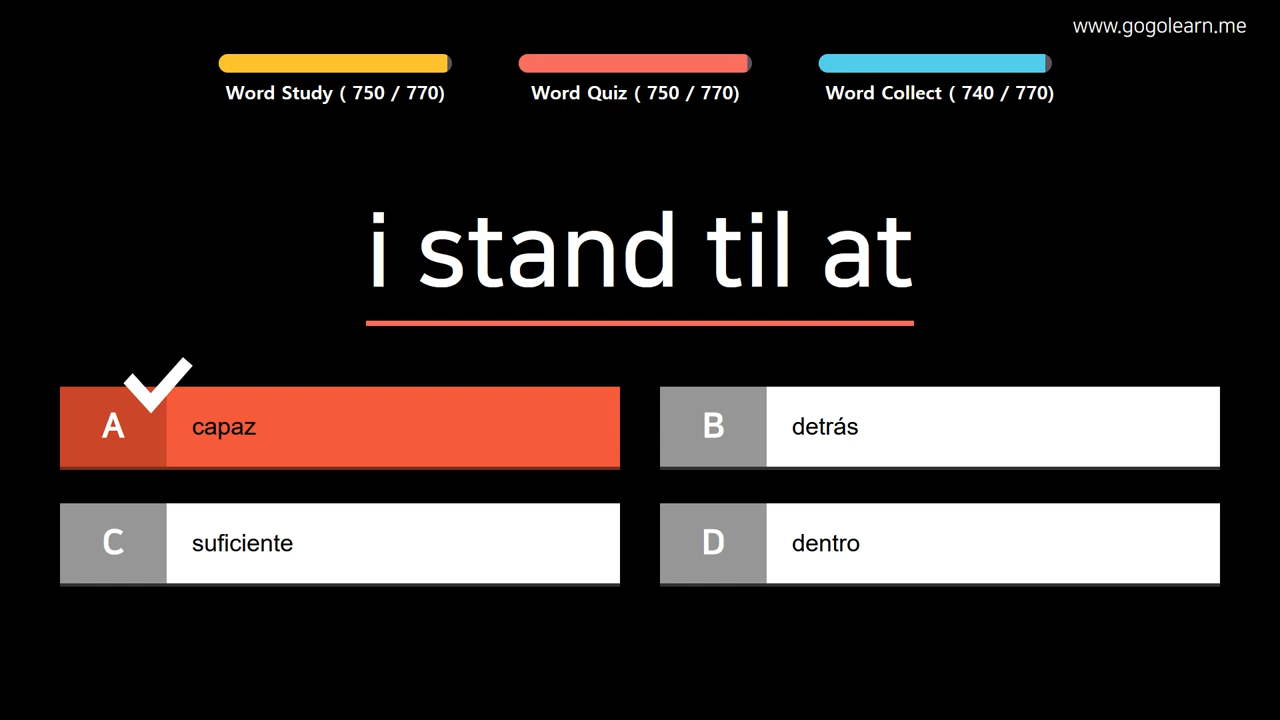 www.gogolearn.me
Word Study ( 750 / 770)
Word Quiz ( 750 / 770)
Word Collect ( 740 / 770)
i stand til at
A
capaz
B
detrás
C
suficiente
D
dentro